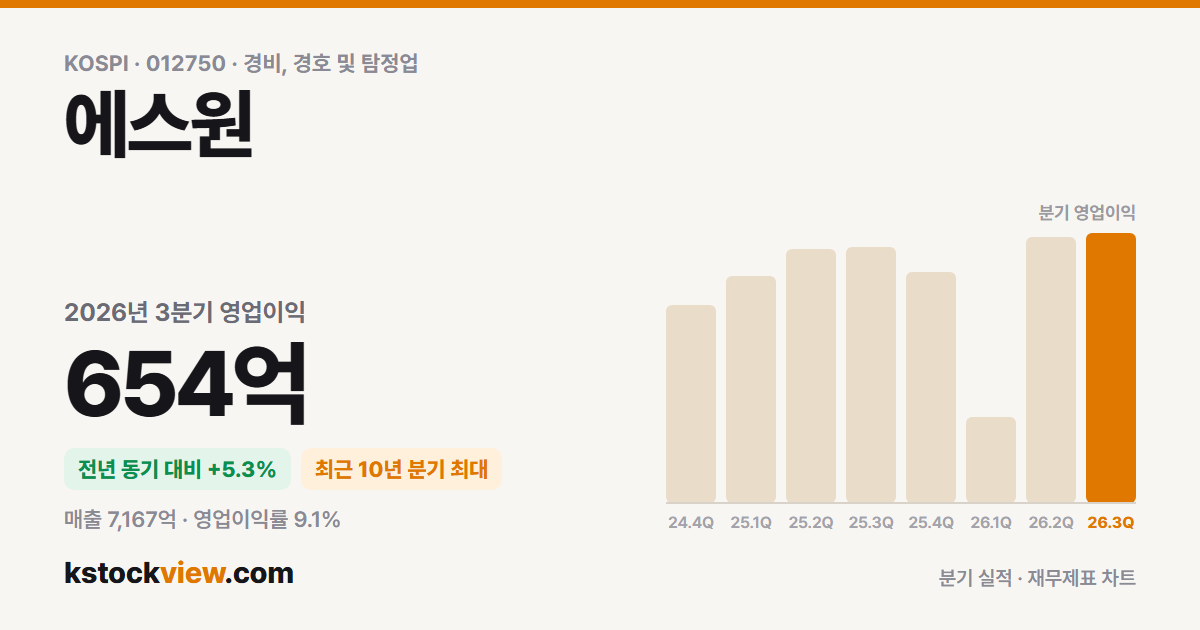 KOSPI · 012750 · 경비, 경호 및 탐정업
에스원
2026년 3분기 영업이익
654억
전년 동기 대비 +5.3%
최근 10년 분기 최대
매출 7,167억 · 영업이익률 9.1%
kstockview.com
분기 영업이익
24.4Q 25.1Q 25.2Q 25.3Q 25.4Q 26.1Q 26.2Q 26.3Q
분기 실적 · 재무제표 차트